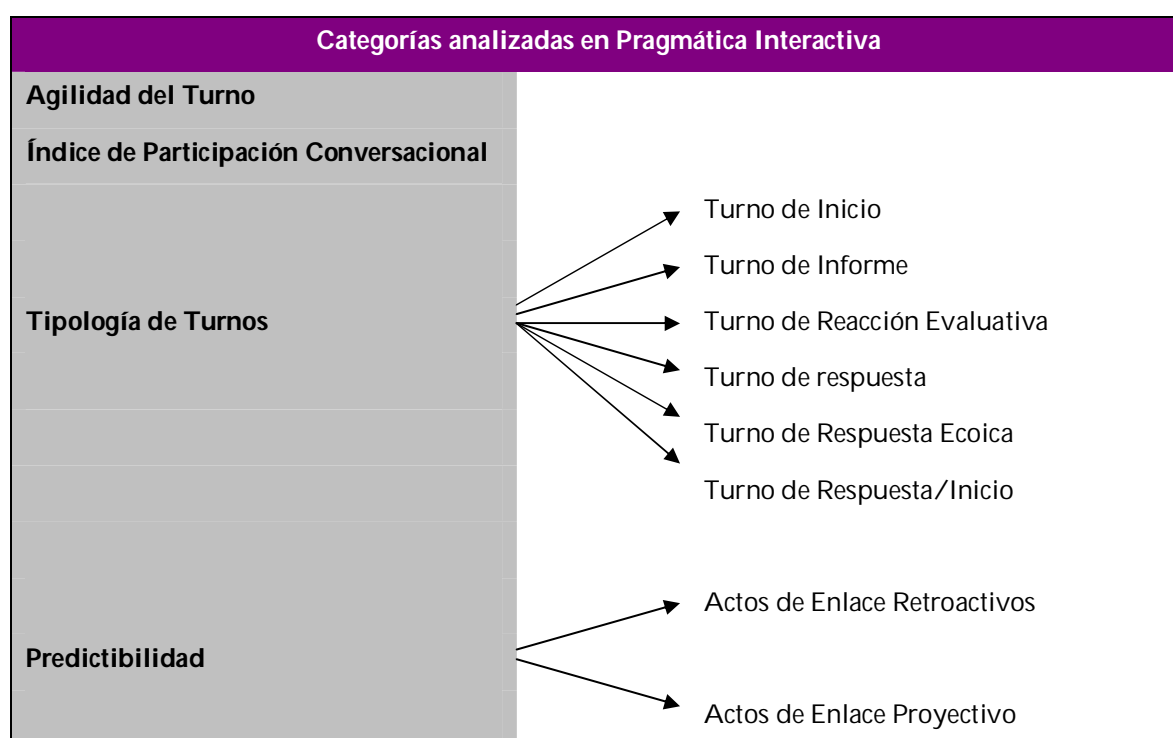 Categorías analizadas en Pragmática Interactiva
Agilidad del Turno
Índice de Participación Conversacional
Tipología de Turnos
Turno de Inicio
Turno de Informe
Turno de Reacción Evaluativa
Turno de respuesta
Turno de Respuesta Ecoica
Turno de Respuesta/Inicio
Predictibilidad
Actos de Enlace Retroactivos
Actos de Enlace Proyectivo